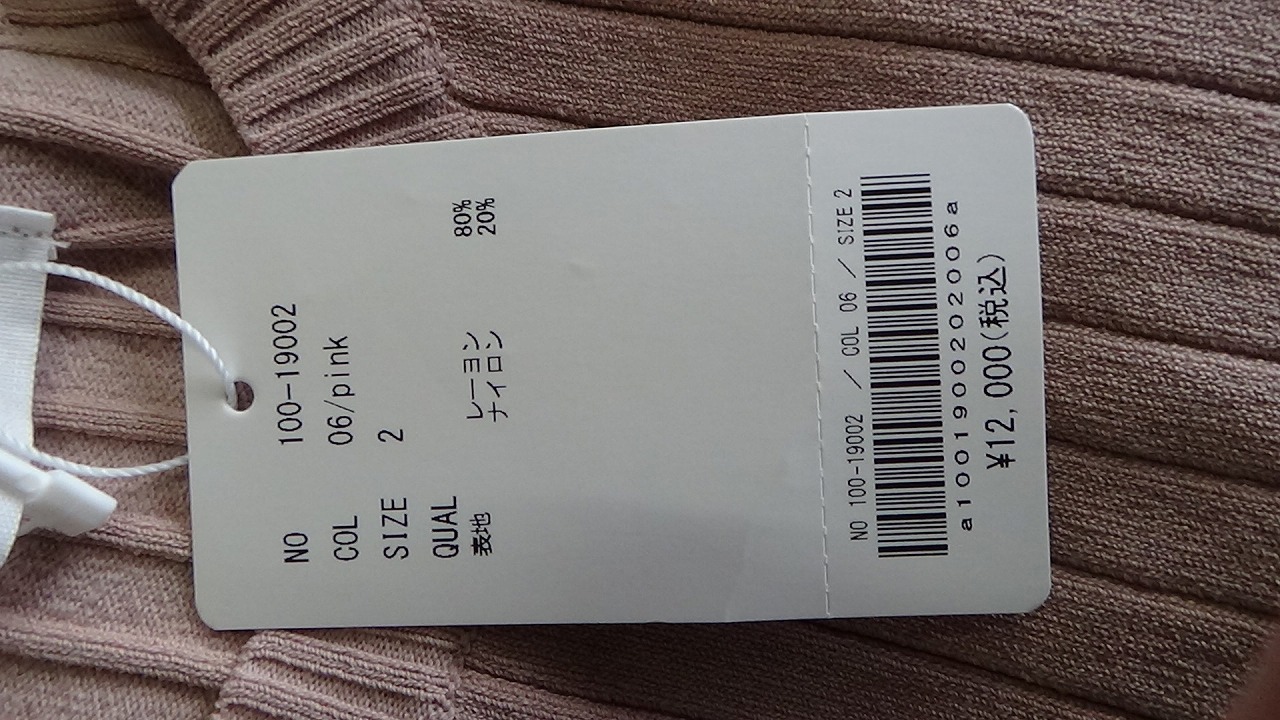 NO 100-19002
COL 06/pink
SIZE 2
QUAL
表地 レーヨン 80%
ナイロン 20%
NO 100-19002 / COL 06 / SIZE 2
a10019002020006a
¥12,000(税込)